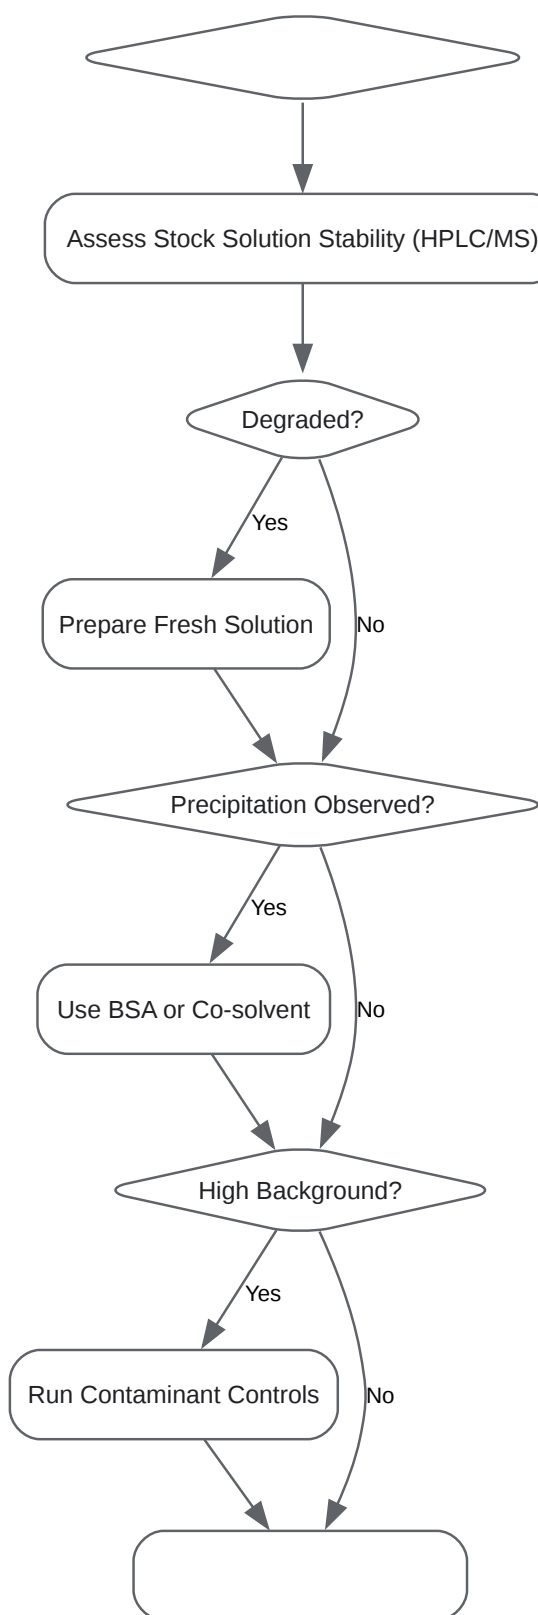 Assess Stock Solution Stability (HPLC/MS)
Degraded?
Yes
Prepare Fresh Solution
No
Precipitation Observed?
Yes
Use BSA or Co-solvent
No
High Background?
Yes
Run Contaminant Controls
No